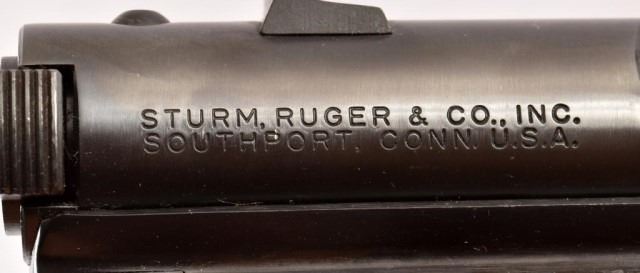 STURM, RUGER & CO., INC.
SOUTHPORT, CONN. U.S.A.